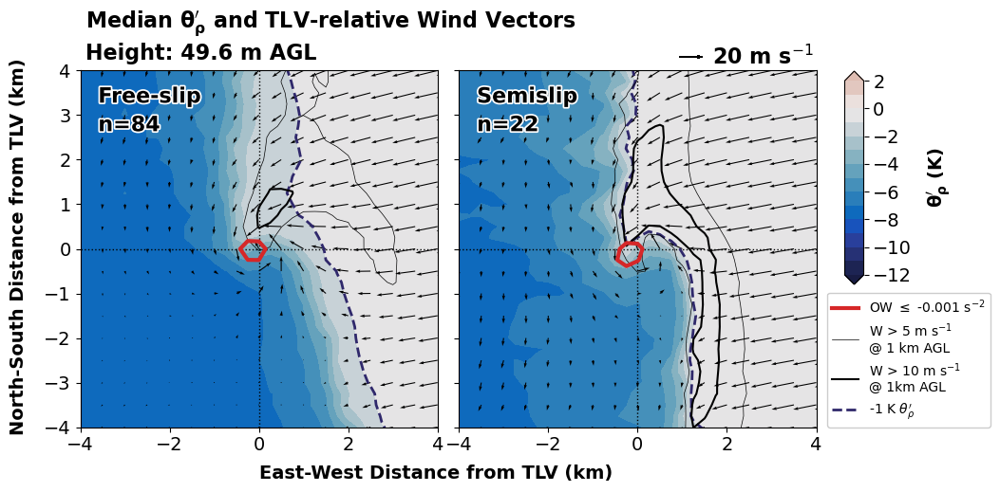 Median θ′ρ and TLV-relative Wind Vectors
Height: 49.6 m AGL
20 m s⁻¹
North-South Distance from TLV (km)
4
3
2
1
0
−1
−2
−3
−4
Free-slip
n=84
−4
−2
0
2
4
Semislip
n=22
−4
−2
0
2
4
East-West Distance from TLV (km)
2
0
−2
−4
−6
−8
−10
−12
θ′ρ (K)
OW ≤ -0.001 s⁻²
W > 5 m s⁻¹
@ 1 km AGL
W > 10 m s⁻¹
@ 1km AGL
-1 K θ′ρ